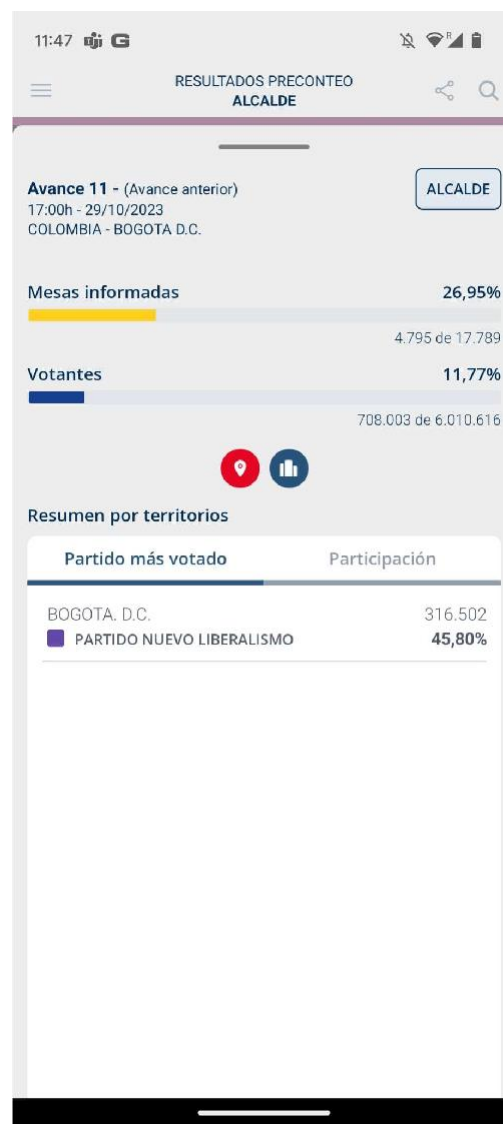 11:47
RESULTADOS PRECONTEO
ALCALDE
Avance 11 - (Avance anterior)
ALCALDE
17:00h - 29/10/2023
COLOMBIA - BOGOTA D.C.
Mesas informadas 26,95%
4.795 de 17.789
Votantes 11,77%
708.003 de 6.010.616
Resumen por territorios
Partido más votado Participación
BOGOTA. D.C. 316.502
PARTIDO NUEVO LIBERALISMO 45,80%